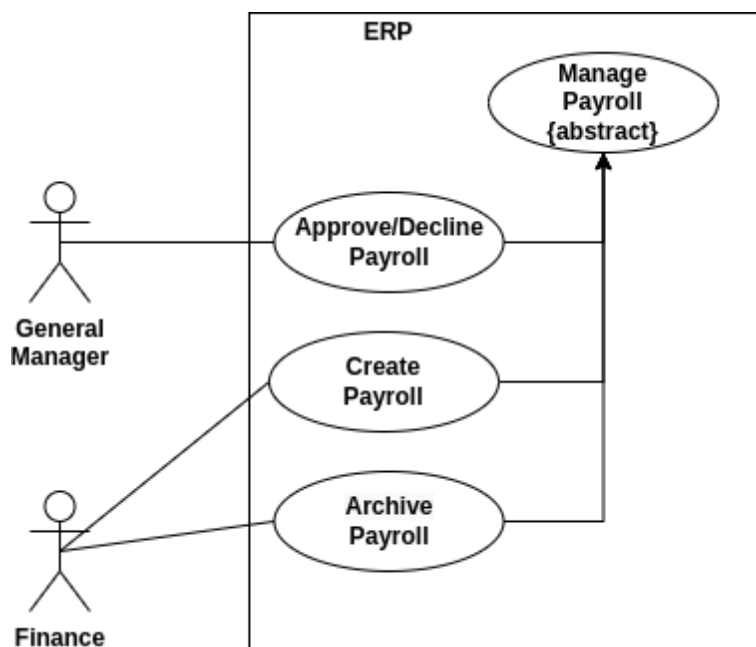 ERP
Manage
Payroll
{abstract}
Approve/Decline
Payroll
General
Manager
Create
Payroll
Archive
Payroll
Finance